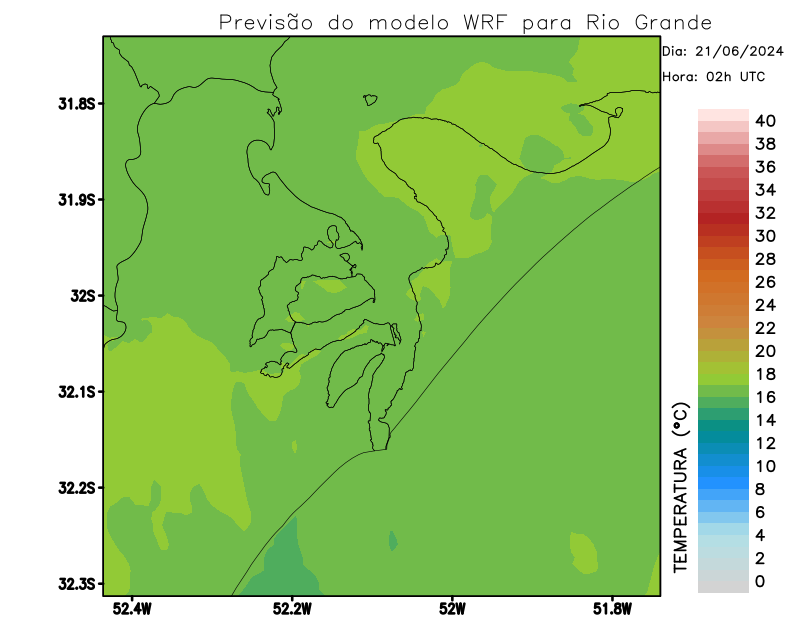 Previsão do modelo WRF para Rio Grande
Dia: 21/06/2024
Hora: 02h UTC
31.8S
31.9S
32S
32.1S
32.2S
32.3S
52.4W
52.2W
52W
51.8W
TEMPERATURA (°C)
40
38
36
34
32
30
28
26
24
22
20
18
16
14
12
10
8
6
4
2
0